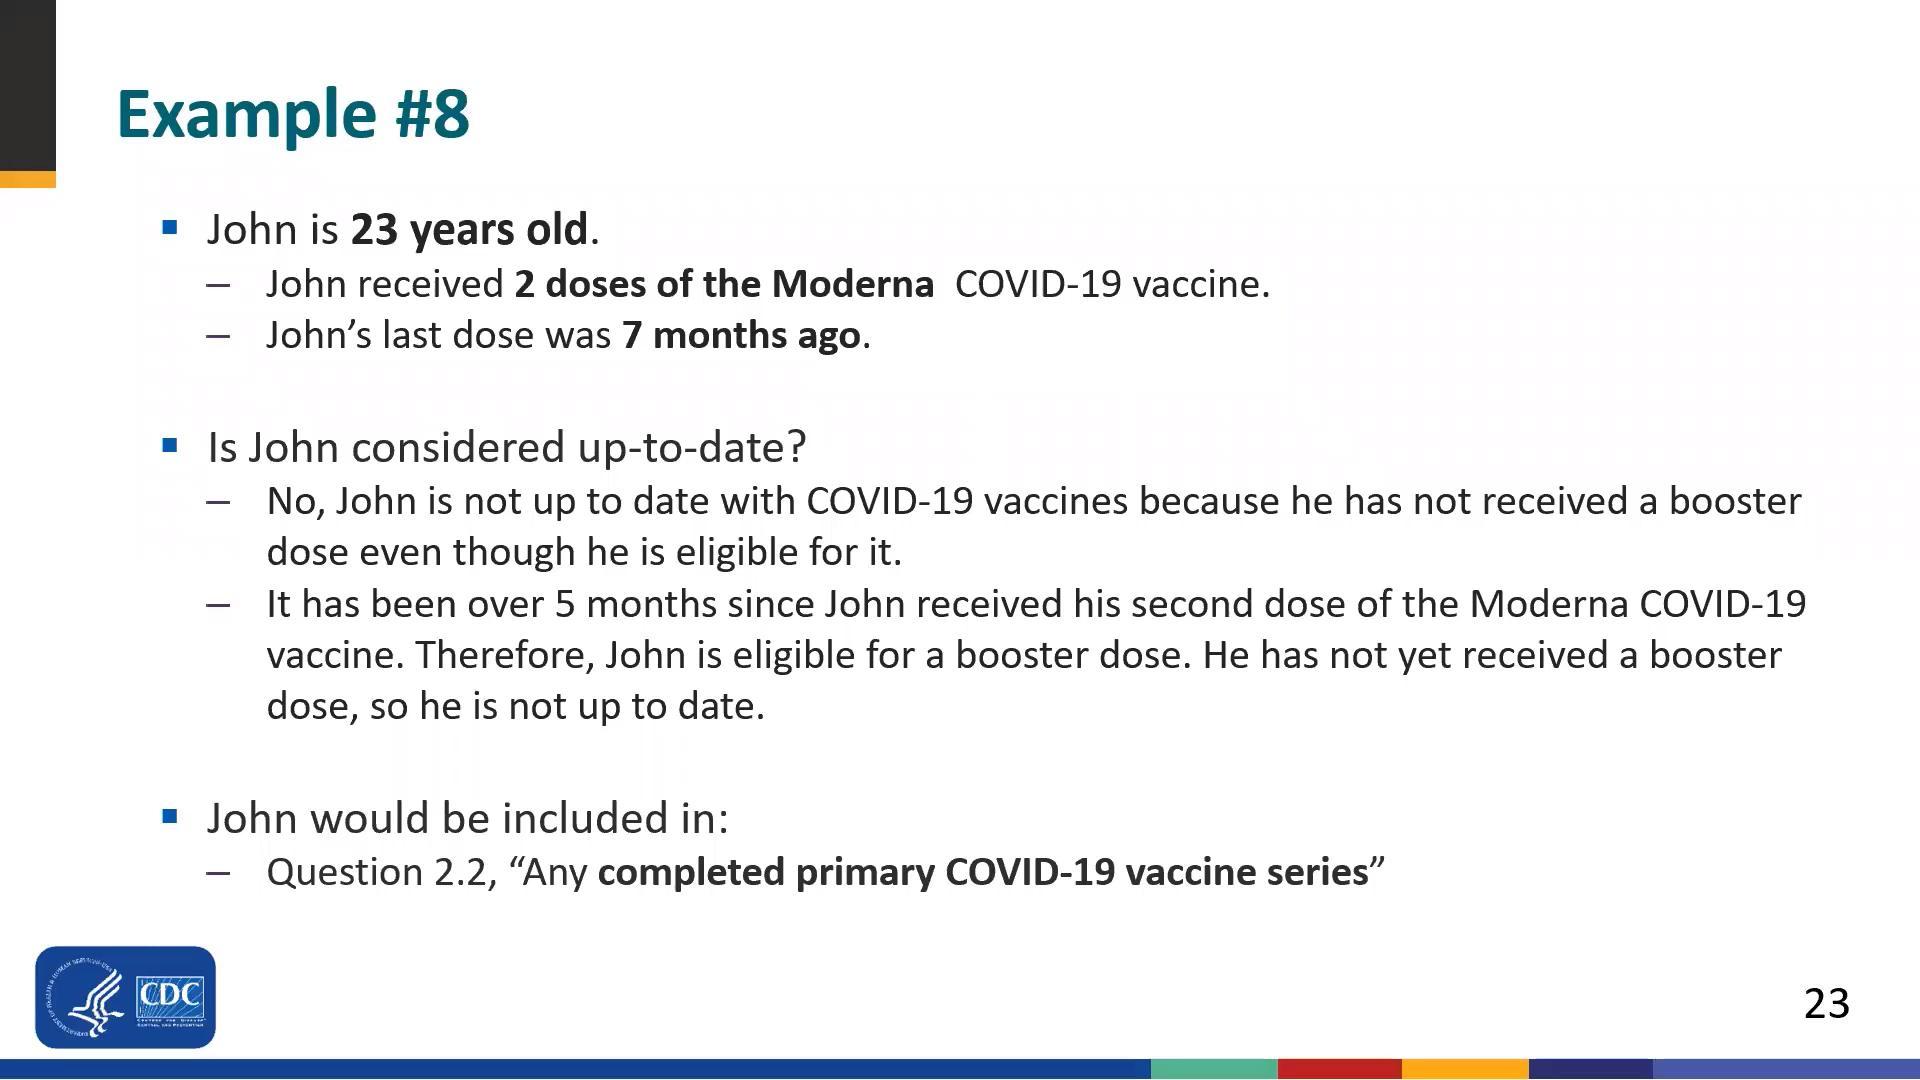 Example #8
▪ John is 23 years old.
– John received 2 doses of the Moderna  COVID-19 vaccine.
– John’s last dose was 7 months ago.
▪ Is John considered up-to-date?
– No, John is not up to date with COVID-19 vaccines because he has not received a booster
dose even though he is eligible for it.
– It has been over 5 months since John received his second dose of the Moderna COVID-19
vaccine. Therefore, John is eligible for a booster dose. He has not yet received a booster
dose, so he is not up to date.
▪ John would be included in:
– Question 2.2, “Any completed primary COVID-19 vaccine series”
CDC
23